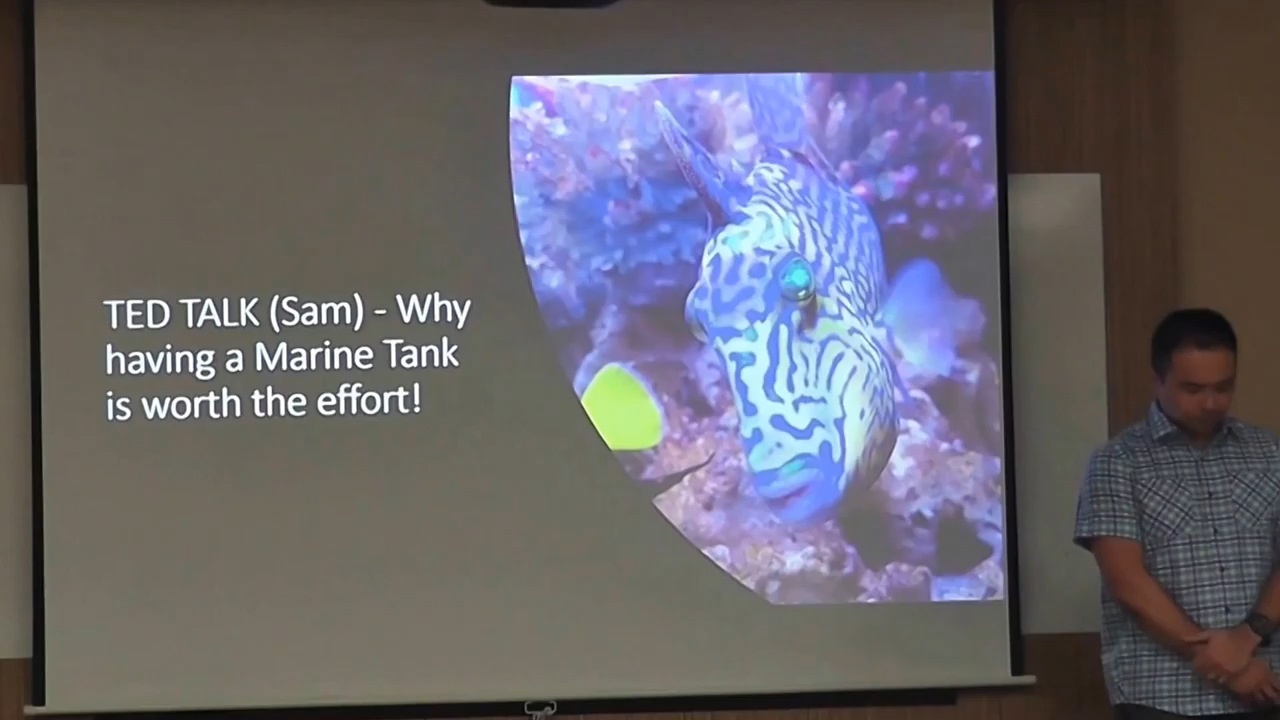 TED TALK (Sam) - Why
having a Marine Tank
is worth the effort!